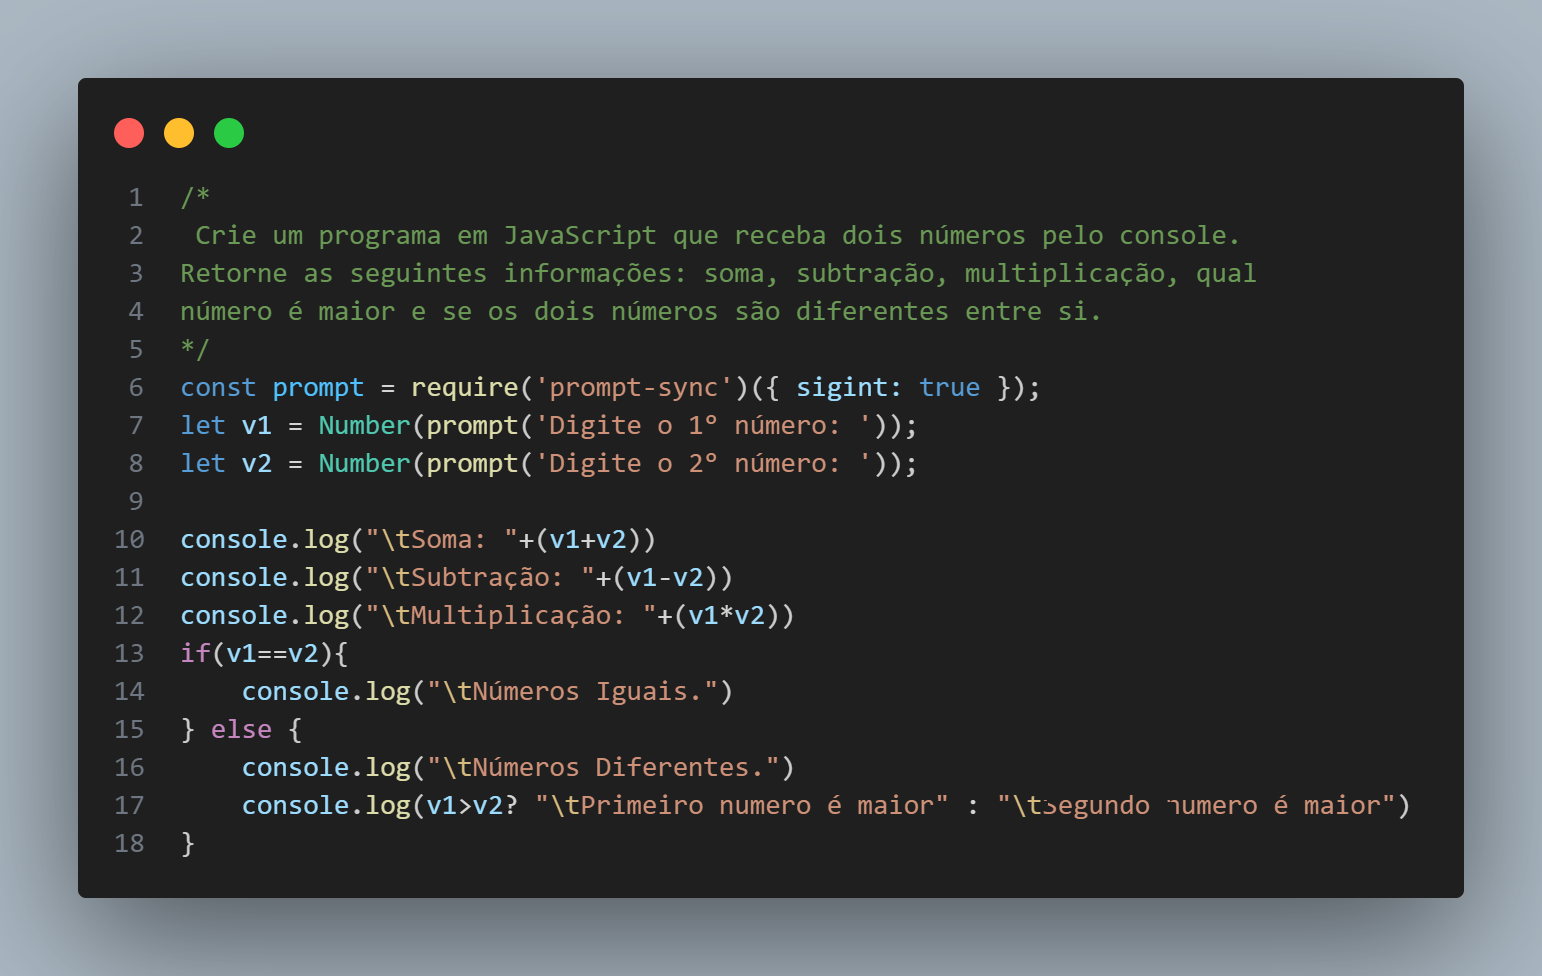 1 /*
2  Crie um programa em JavaScript que receba dois números pelo console.
3 Retorne as seguintes informações: soma, subtração, multiplicação, qual
4 número é maior e se os dois números são diferentes entre si.
5 */
6 const prompt = require('prompt-sync')({ sigint: true });
7 let v1 = Number(prompt('Digite o 1º número: '));
8 let v2 = Number(prompt('Digite o 2º número: '));
9
10 console.log("\tSoma: "+(v1+v2))
11 console.log("\tSubtração: "+(v1-v2))
12 console.log("\tMultiplicação: "+(v1*v2))
13 if(v1==v2){
14     console.log("\tNúmeros Iguais.")
15 } else {
16     console.log("\tNúmeros Diferentes.")
17     console.log(v1>v2? "\tPrimeiro numero é maior" : "\tSegundo numero é maior")
18 }